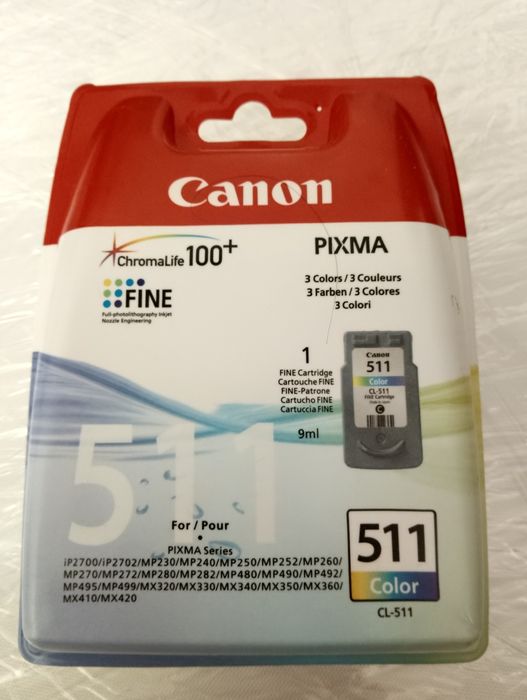 Canon
ChromaLife 100+
PIXMA
FINE
Full-photolithography Inkjet
Nozzle Engineering
3 Colors / 3 Couleurs
3 Farben / 3 Colores
3 Colori
1
FINE Cartridge
Cartouche FINE
FINE-Patrone
Cartucho FINE
Cartuccia FINE
9ml
Canon
511
Color
CL-511
FINE Cartridge
C
511
For / Pour
•
PIXMA Series
iP2700/iP2702/MP230/MP240/MP250/MP252/MP260/
MP270/MP272/MP280/MP282/MP480/MP490/MP492/
MP495/MP499/MX320/MX330/MX340/MX350/MX360/
MX410/MX420
511
Color
CL-511